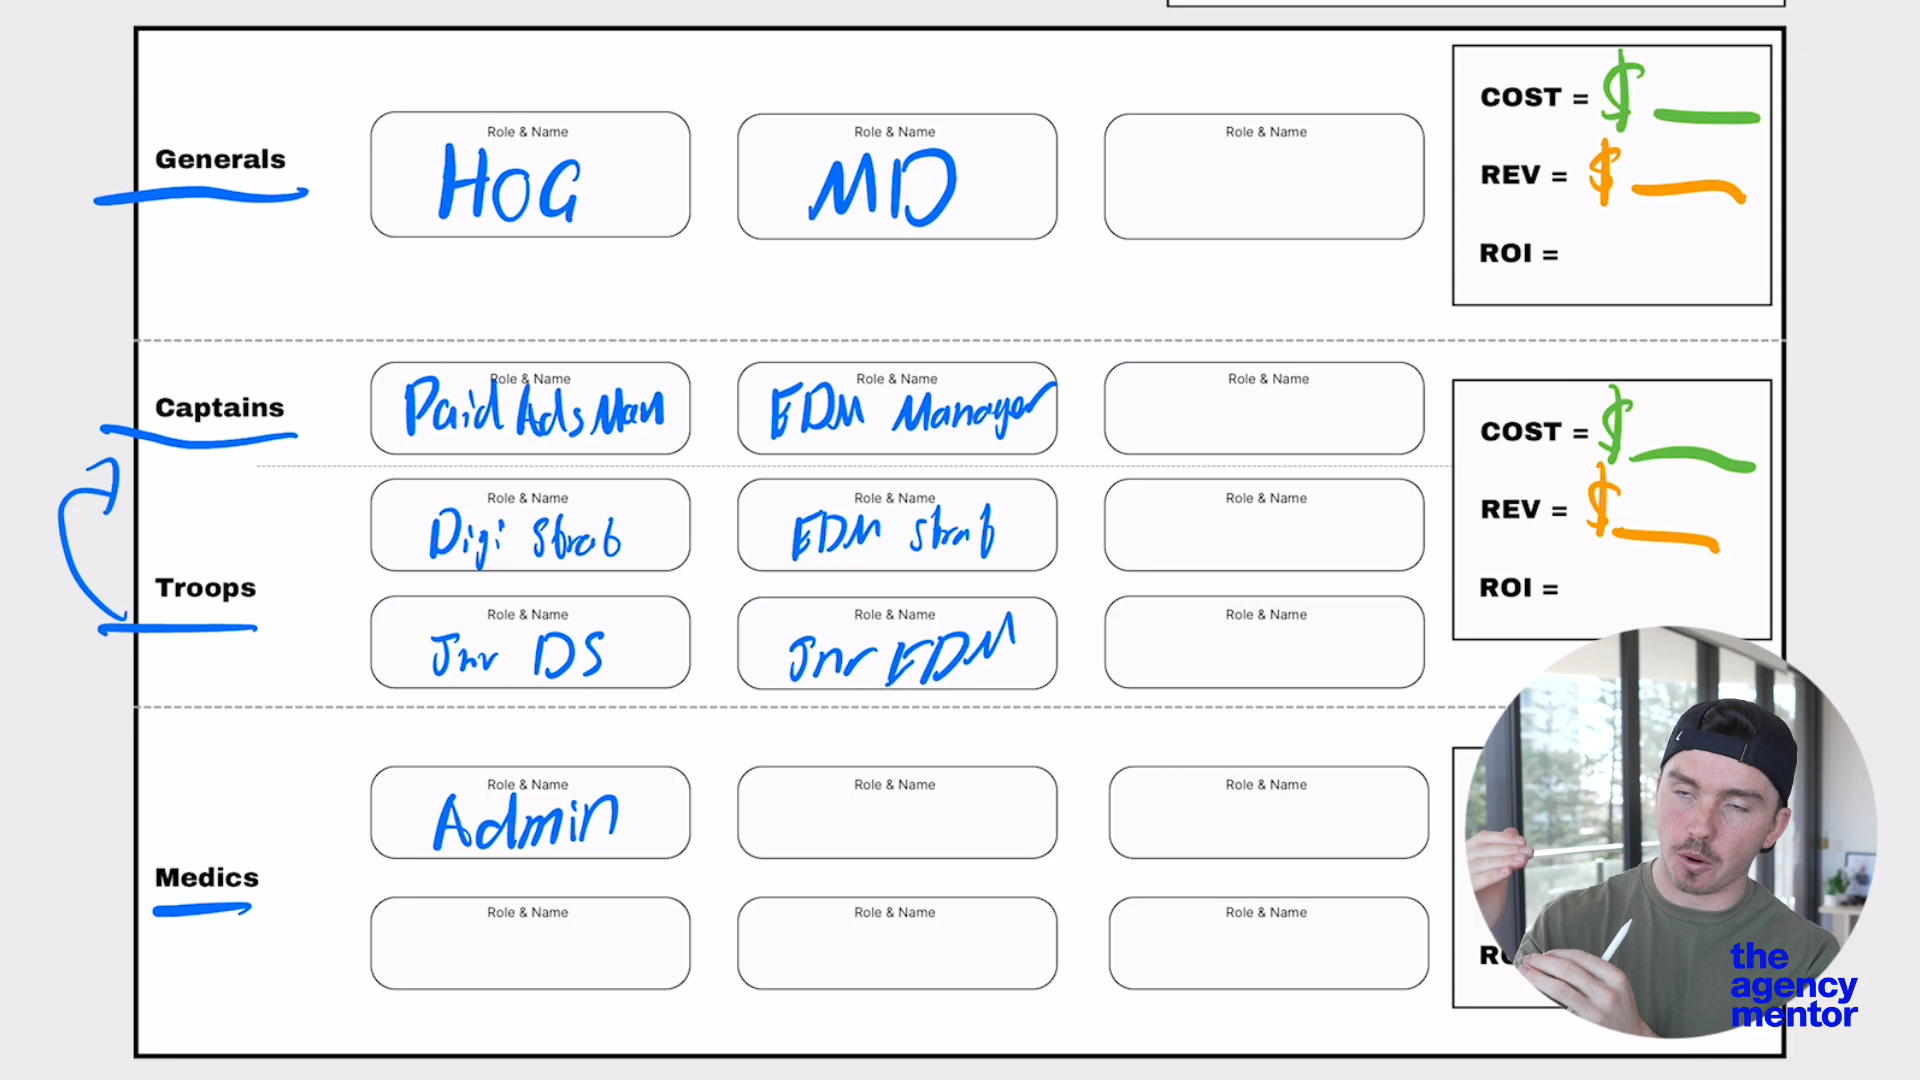 Generals
Role & Name
HOG
Role & Name
MD
Role & Name
COST = $
REV = $
ROI =
Captains
Role & Name
Paid Ads Man
Role & Name
EDM Manager
Role & Name
COST = $
REV = $
ROI =
Troops
Role & Name
Digi Strat
Role & Name
EDM Strat
Role & Name
Role & Name
Jnr DS
Role & Name
Jnr EDM
Role & Name
Medics
Role & Name
Admin
Role & Name
Role & Name
Role & Name
Role & Name
Role & Name
the
agency
mentor